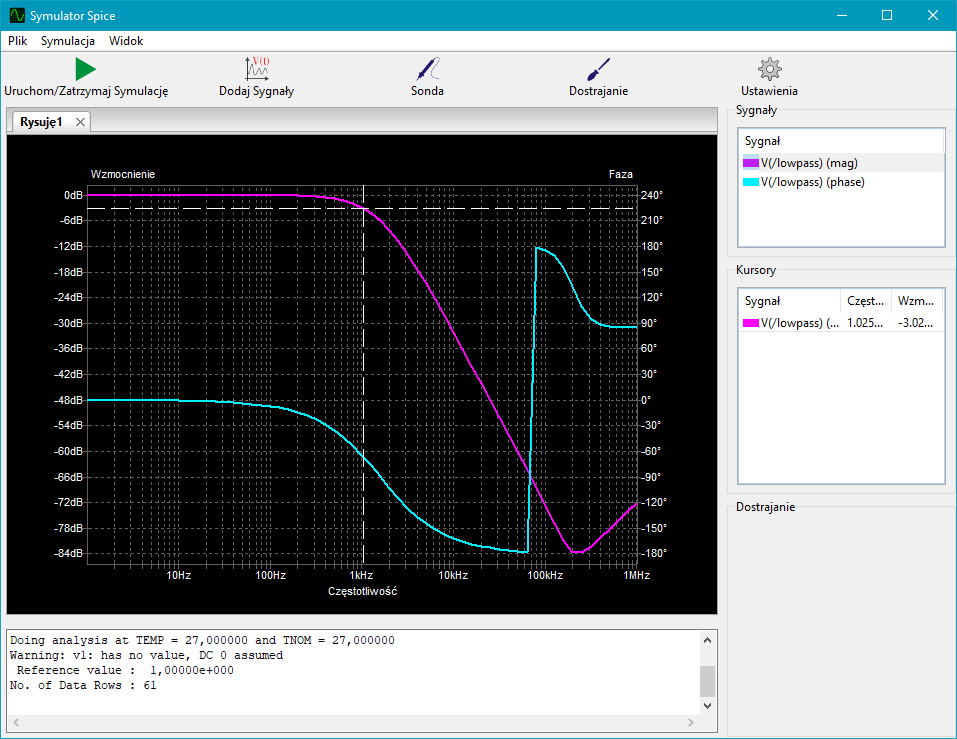 Symulator Spice
Plik Symulacja Widok
Uruchom/Zatrzymaj Symulację
V(t)
Dodaj Sygnały
Sonda
Dostrajanie
Ustawienia
Rysuję1
Wzmocnienie
Faza
0dB
-6dB
-12dB
-18dB
-24dB
-30dB
-36dB
-42dB
-48dB
-54dB
-60dB
-66dB
-72dB
-78dB
-84dB
240°
210°
180°
150°
120°
90°
60°
30°
0°
-30°
-60°
-90°
-120°
-150°
-180°
10Hz 100Hz 1kHz 10kHz 100kHz 1MHz
Częstotliwość
Doing analysis at TEMP = 27,000000 and TNOM = 27,000000
Warning: v1: has no value, DC 0 assumed
Reference value : 1,00000e+000
No. of Data Rows : 61
Sygnały
Sygnał
V(/lowpass) (mag)
V(/lowpass) (phase)
Kursory
Sygnał Częst... Wzm...
V(/lowpass) (... 1.025... -3.02...
Dostrajanie